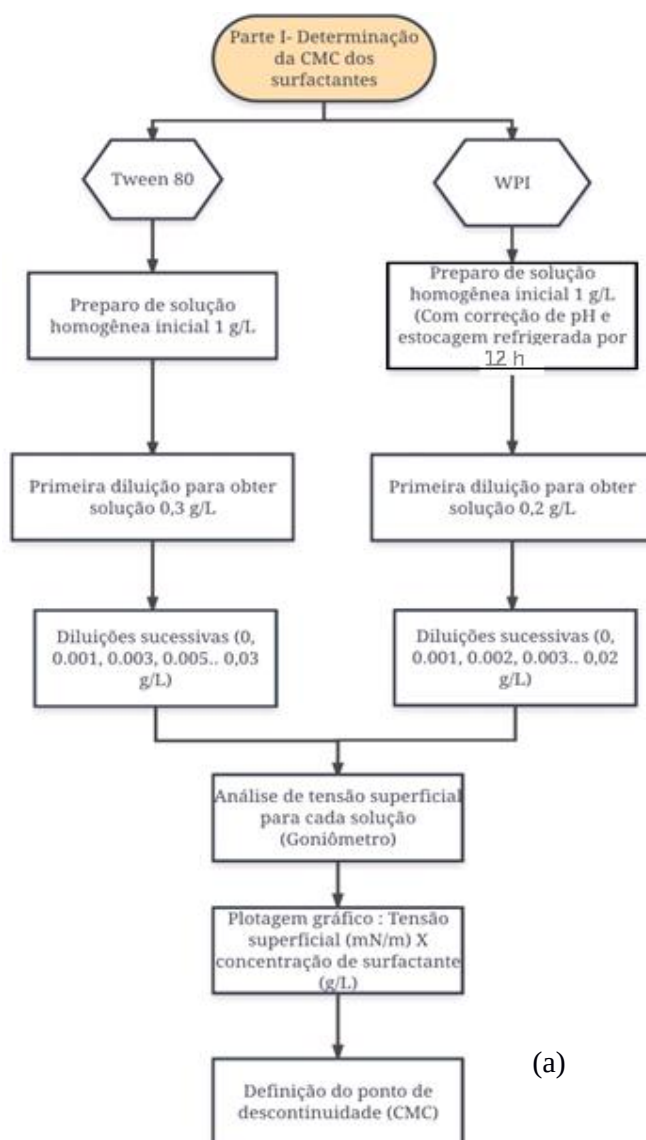 Parte I- Determinação
da CMC dos
surfactantes
Tween 80
WPI
Preparo de solução
homogênea inicial 1 g/L
Preparo de solução
homogênea inicial 1 g/L
(Com correção de pH e
estocagem refrigerada por
12 h
Primeira diluição para obter
solução 0,3 g/L
Primeira diluição para obter
solução 0,2 g/L
Diluições sucessivas (0,
0.001, 0.003, 0.005.. 0,03
g/L)
Diluições sucessivas (0,
0.001, 0.002, 0.003.. 0,02
g/L)
Análise de tensão superficial
para cada solução
(Goniômetro)
Plotagem gráfico : Tensão
superficial (mN/m) X
concentração de surfactante
(g/L)
Definição do ponto de
descontinuidade (CMC)
(a)